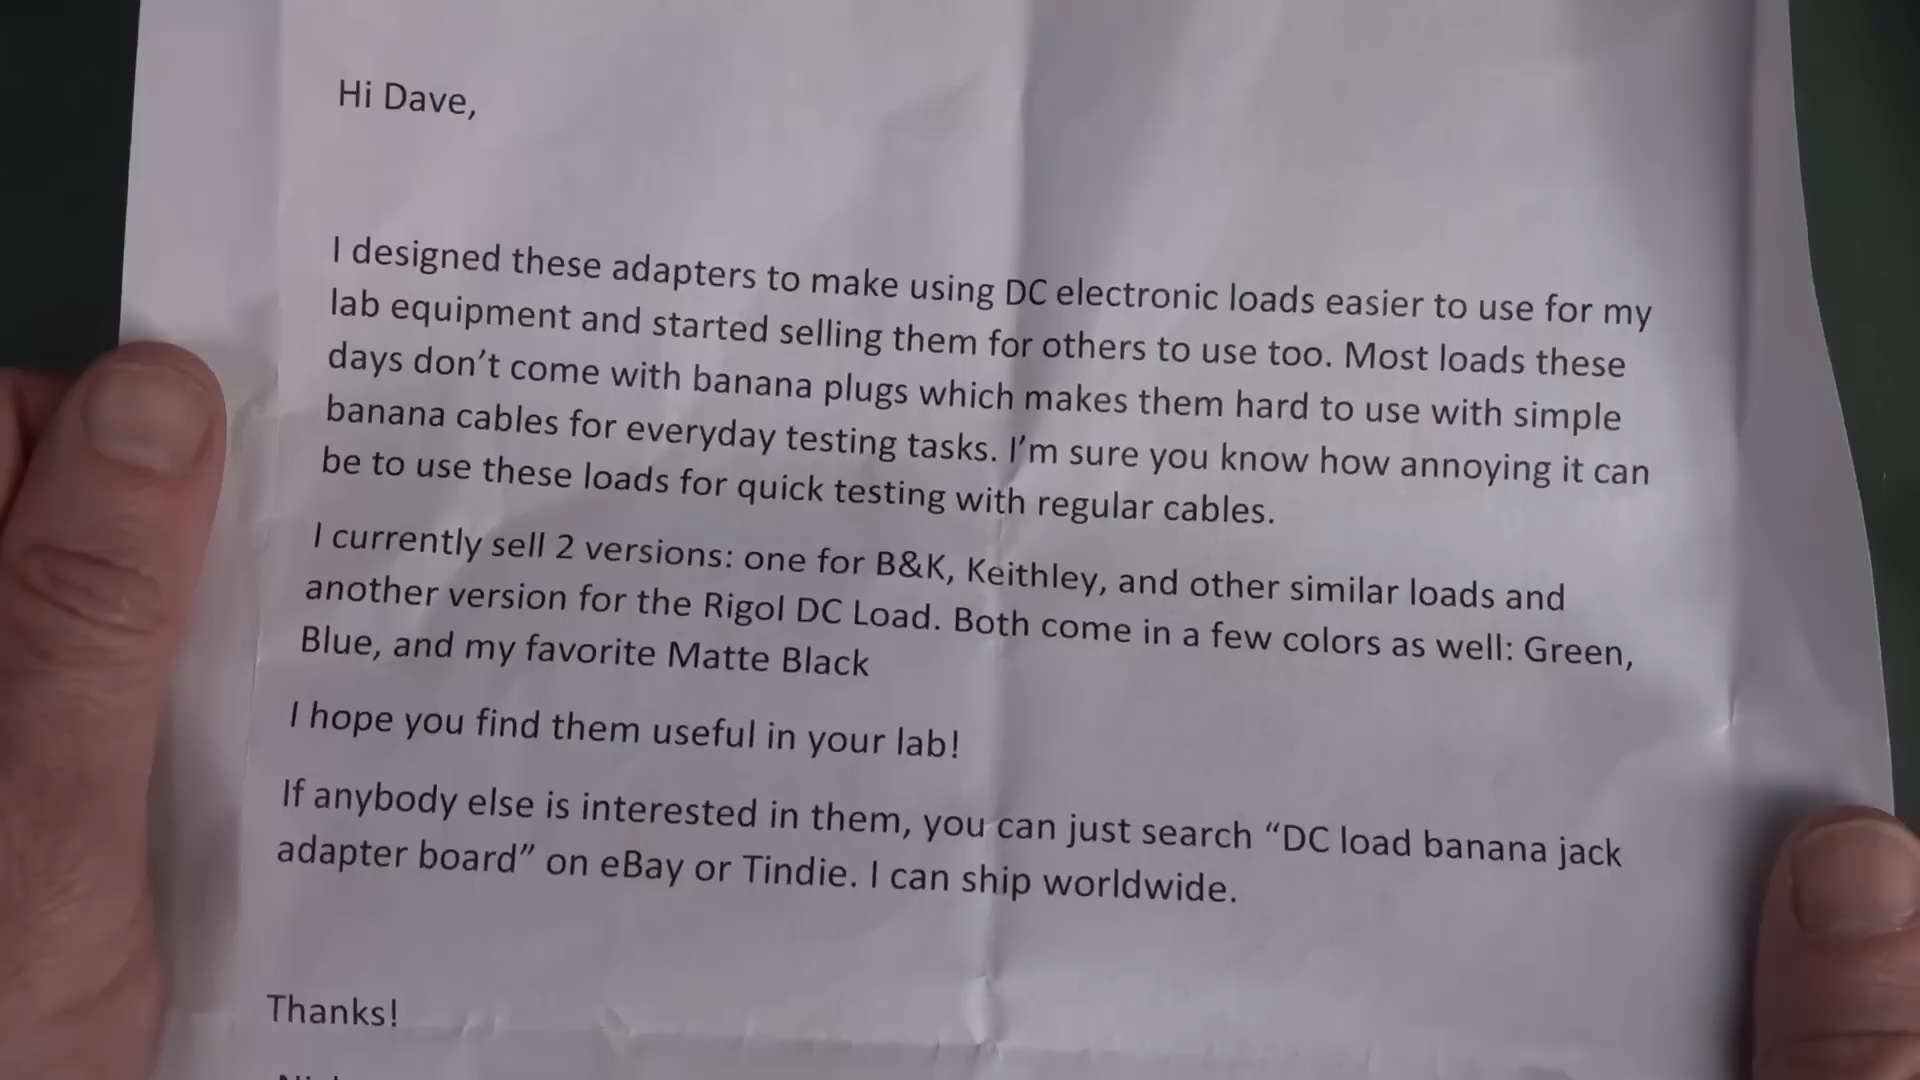 Hi Dave,
I designed these adapters to make using DC electronic loads easier to use for my
lab equipment and started selling them for others to use too. Most loads these
days don’t come with banana plugs which makes them hard to use with simple
banana cables for everyday testing tasks. I’m sure you know how annoying it can
be to use these loads for quick testing with regular cables.
I currently sell 2 versions: one for B&K, Keithley, and other similar loads and
another version for the Rigol DC Load. Both come in a few colors as well: Green,
Blue, and my favorite Matte Black
I hope you find them useful in your lab!
If anybody else is interested in them, you can just search “DC load banana jack
adapter board” on eBay or Tindie. I can ship worldwide.
Thanks!